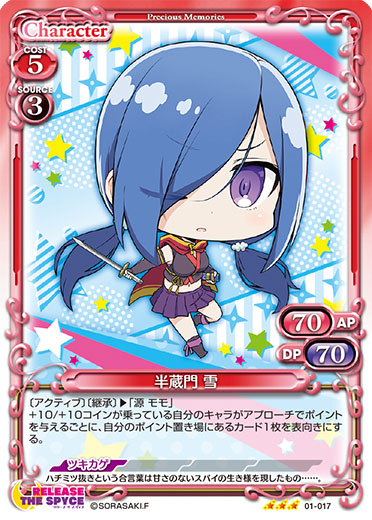 Precious Memories
Character
COST
5
SOURCE
3
70 AP
DP 70
半蔵門 雪
［アクティブ］〔継承〕▶「源 モモ」
+10/+10コインが乗っている自分のキャラがアプローチでポイント
を与えるごとに、自分のポイント置き場にあるカード1枚を表向きにす
る。
ツキカゲ
ハチミツ抜きという合言葉は甘さのないスパイの生き様を現したもの……。
RELEASE
THE SPYCE
©SORASAKI.F
★★★ 01-017